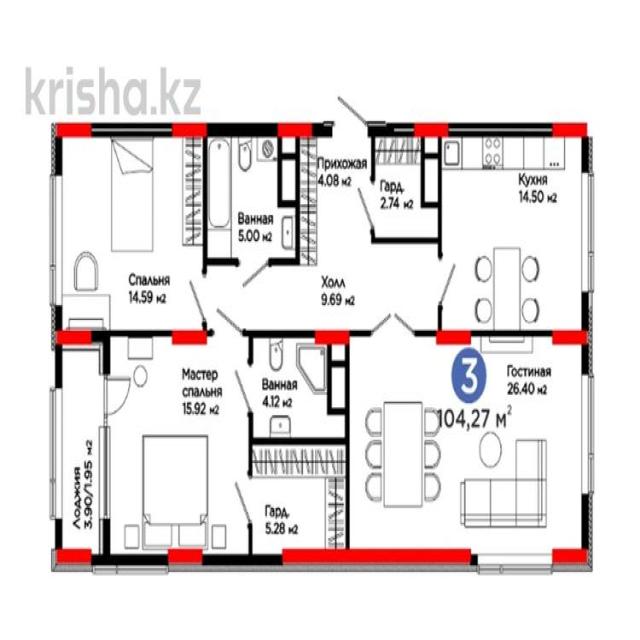 krisha.kz
Прихожая
4.08 м2
Гард.
2.74 м2
Кухня
14.50 м2
Ванная
5.00 м2
Спальня
14.59 м2
Холл
9.69 м2
Мастер
спальня
15.92 м2
Ванная
4.12 м2
3
Гостиная
26.40 м2
104,27 м2
Лоджия
3.90/1.95 м2
Гард.
5.28 м2